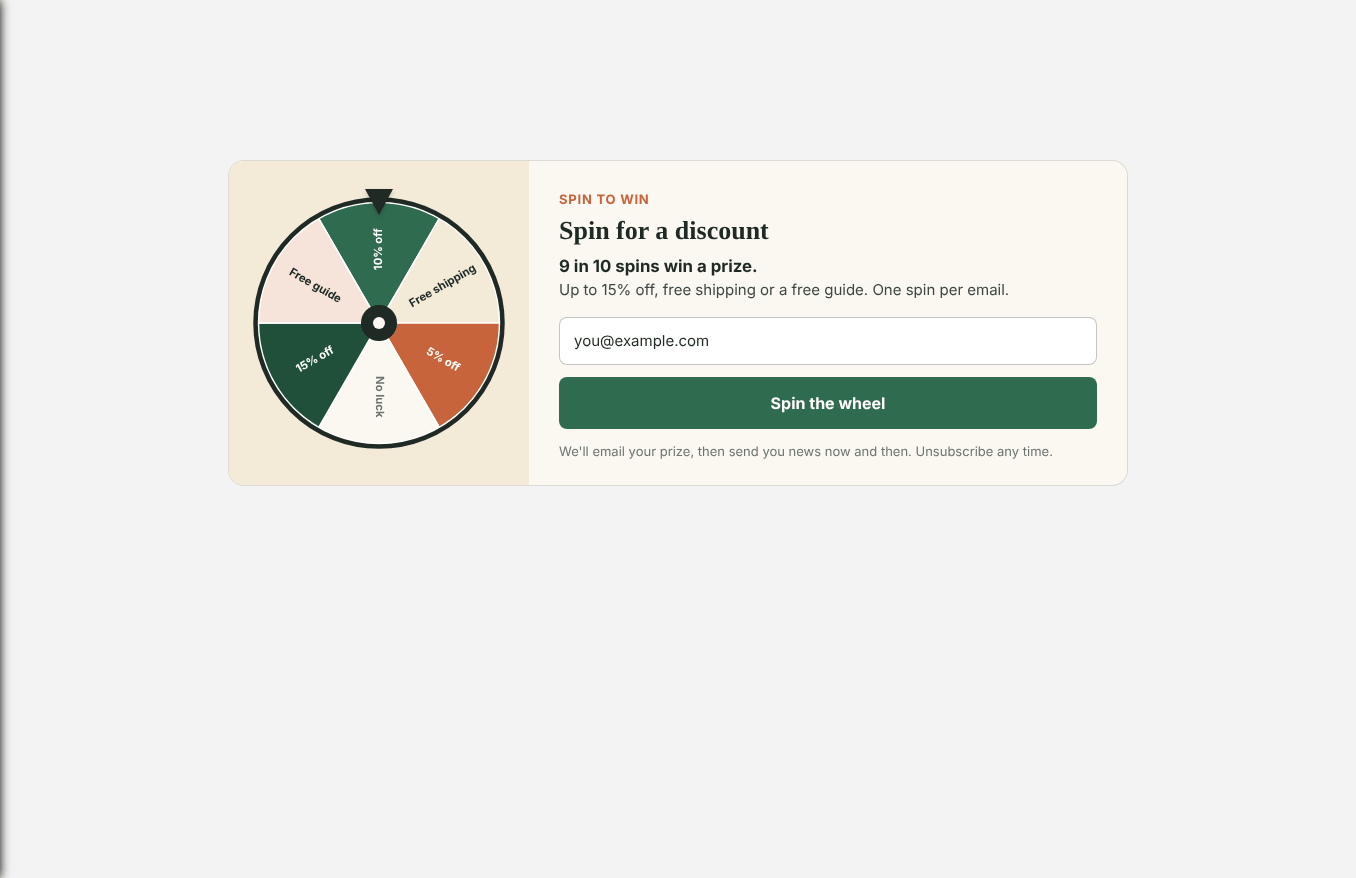 10% off
Free shipping
5% off
No luck
15% off
Free guide
SPIN TO WIN
Spin for a discount
9 in 10 spins win a prize.
Up to 15% off, free shipping or a free guide. One spin per email.
you@example.com
Spin the wheel
We'll email your prize, then send you news now and then. Unsubscribe any time.